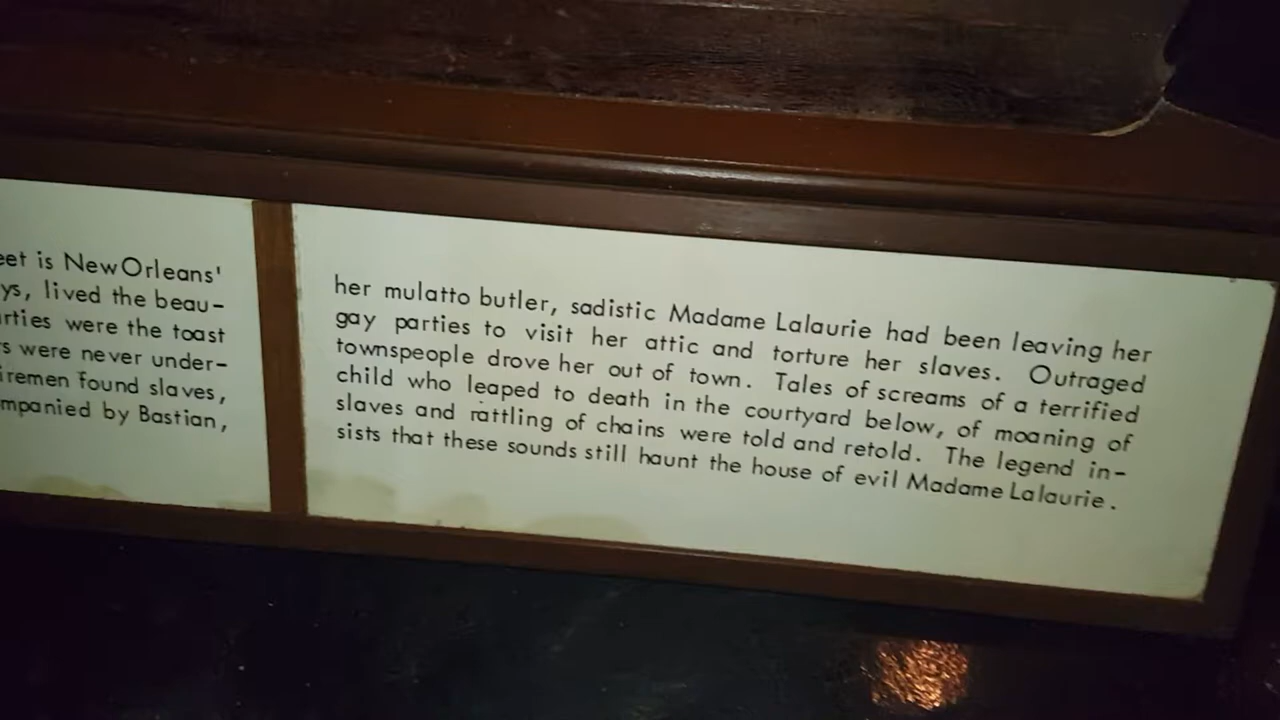 eet is New Orleans'
ys, lived the beau-
rties were the toast
s were never under-
iremen found slaves,
mpanied by Bastian,
her mulatto butler, sadistic Madame Lalaurie had been leaving her
gay parties to visit her attic and torture her slaves. Outraged
townspeople drove her out of town. Tales of screams of a terrified
child who leaped to death in the courtyard below, of moaning of
slaves and rattling of chains were told and retold. The legend in-
sists that these sounds still haunt the house of evil Madame Lalaurie.